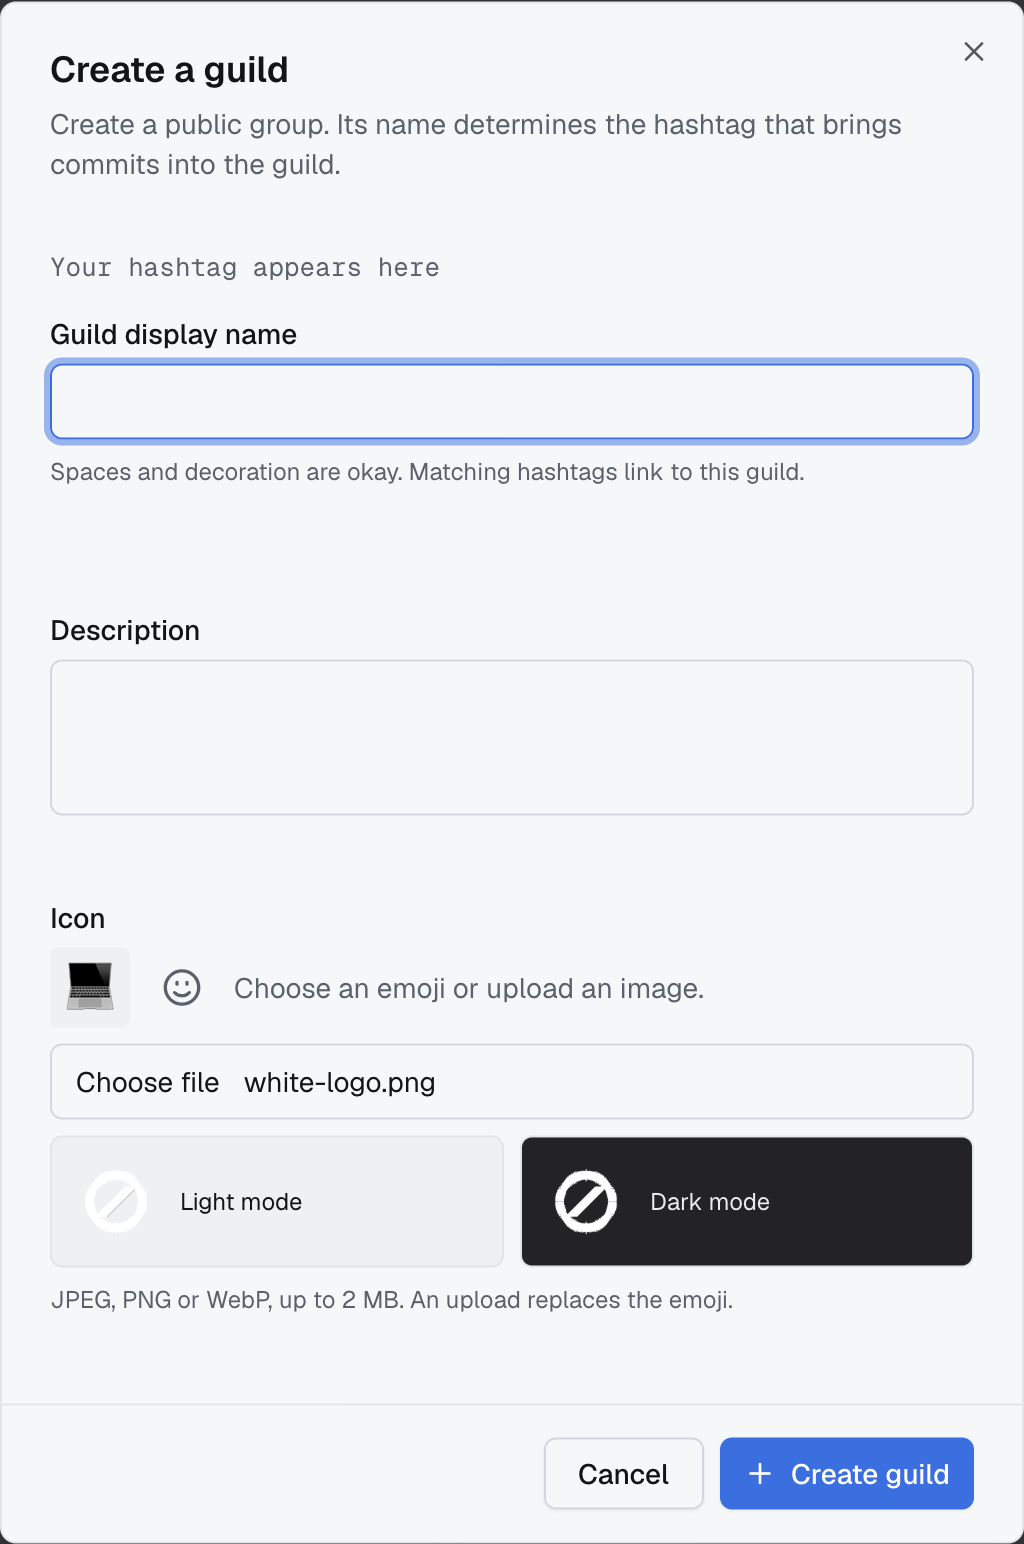 Create a guild
Create a public group. Its name determines the hashtag that brings
commits into the guild.
Your hashtag appears here
Guild display name
Spaces and decoration are okay. Matching hashtags link to this guild.
Description
Icon
Choose an emoji or upload an image.
Choose file white-logo.png
Light mode
Dark mode
JPEG, PNG or WebP, up to 2 MB. An upload replaces the emoji.
Cancel
+ Create guild